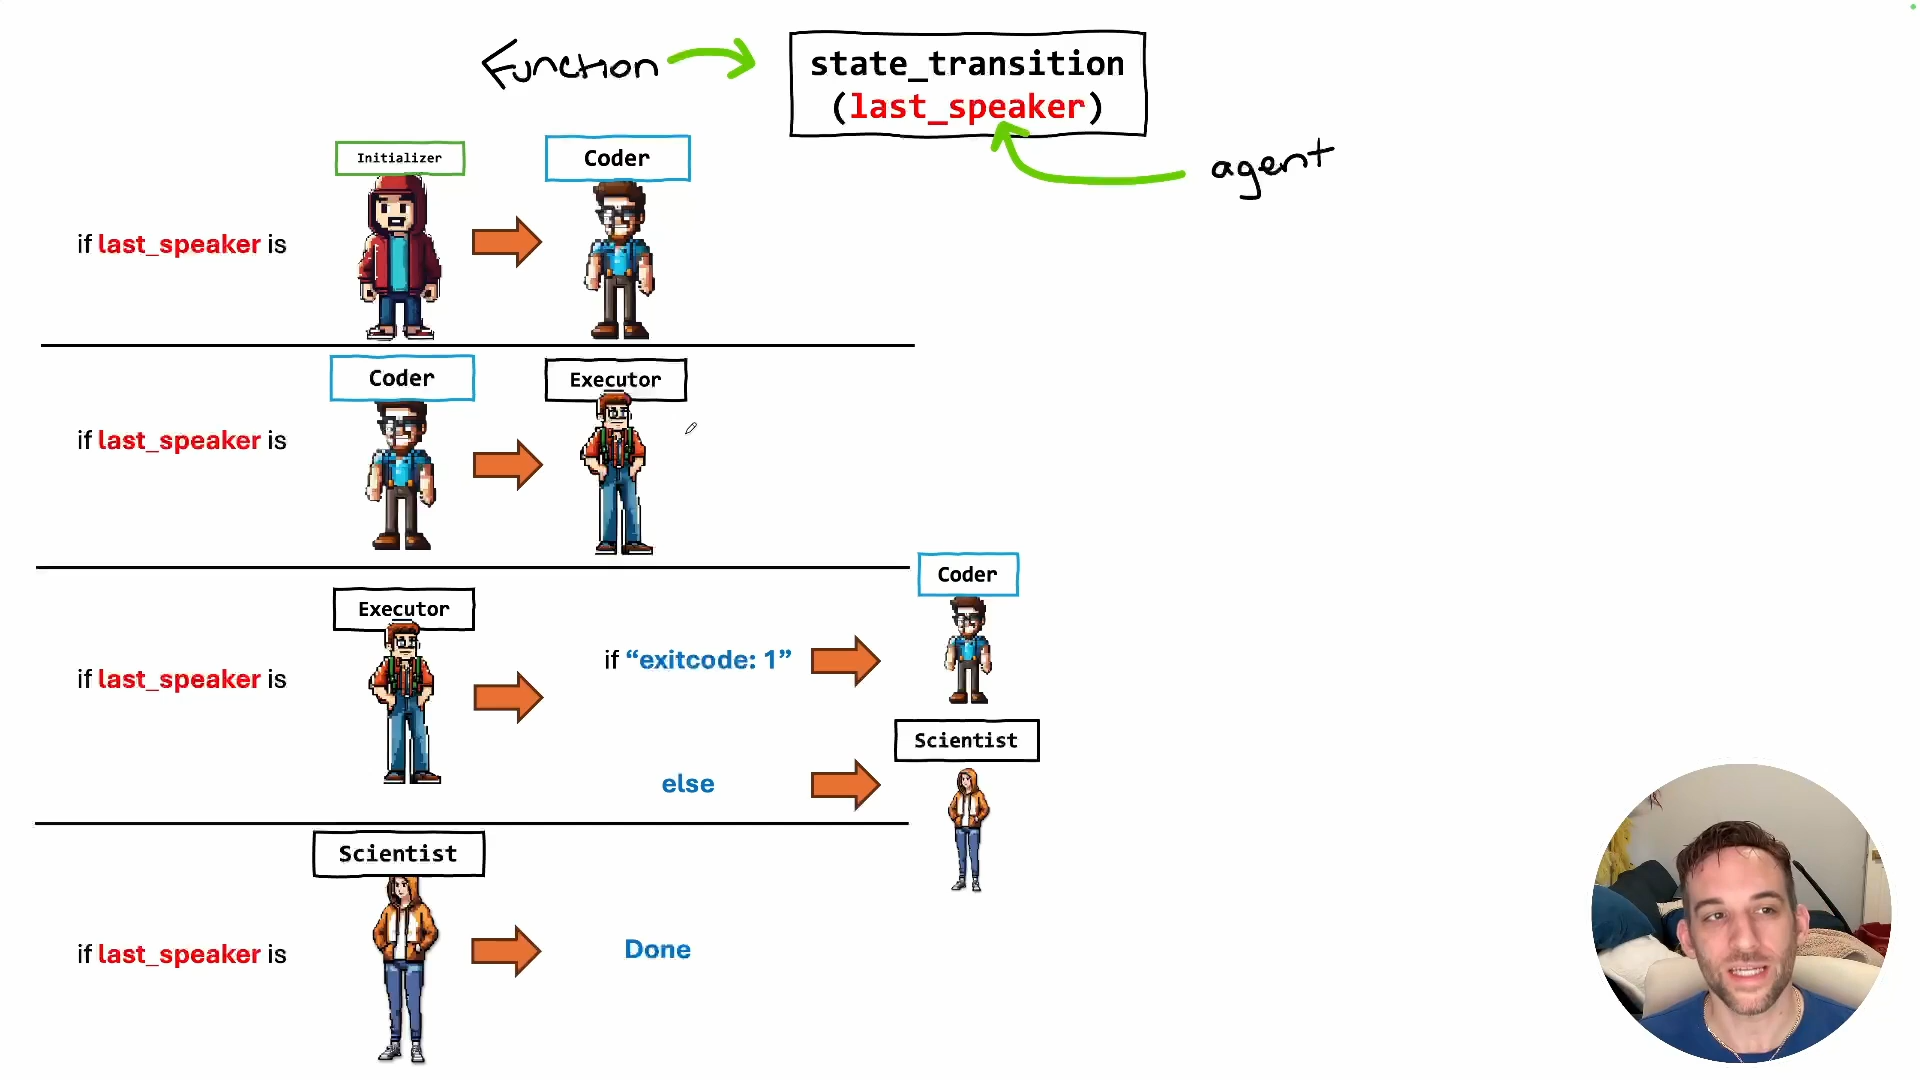 Function
state_transition
(last_speaker)
agent
Initializer
Coder
if last_speaker is
Coder
Executor
if last_speaker is
Coder
Executor
if last_speaker is
if “exitcode: 1”
Scientist
else
Scientist
if last_speaker is
Done